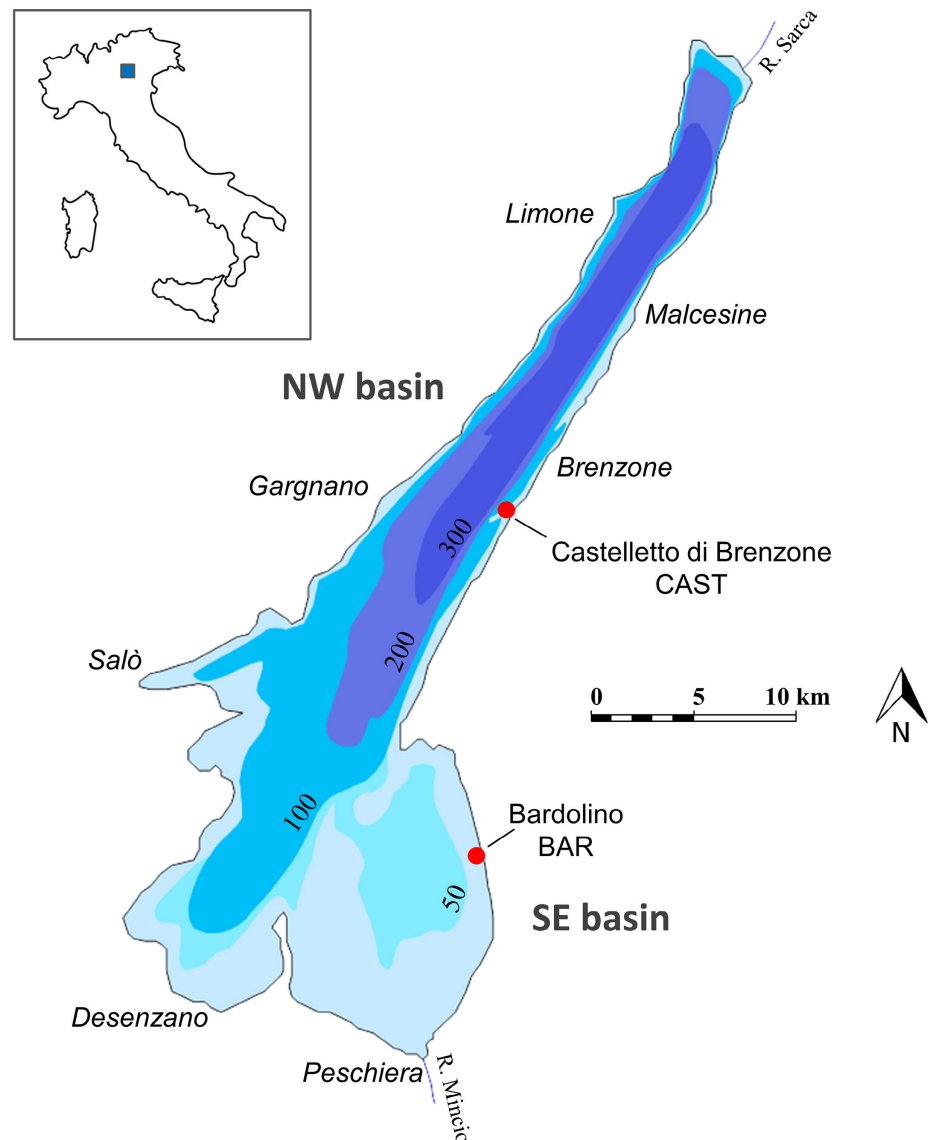 R. Sarca
Limone
Malcesine
NW basin
Gargnano
Brenzone
300
Castelletto di Brenzone
CAST
200
Salò
0 5 10 km
N
100
Bardolino
BAR
50
SE basin
Desenzano
Peschiera
R. Mincio